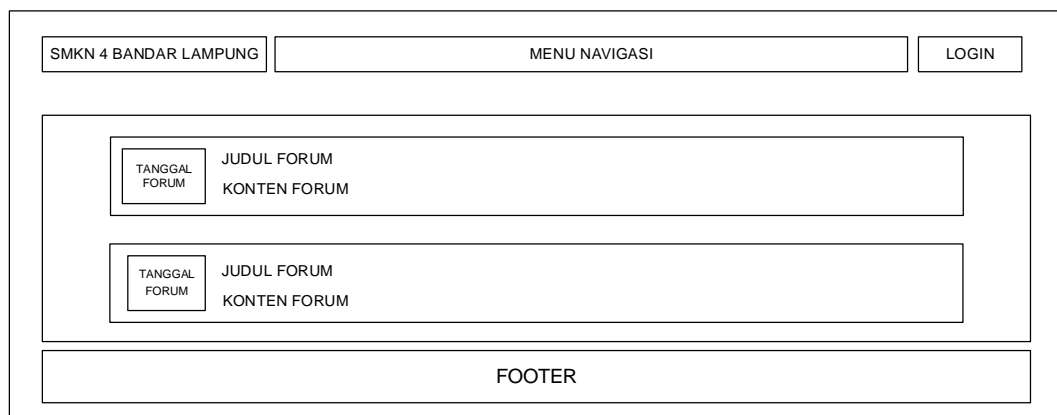 SMKN 4 BANDAR LAMPUNG
MENU NAVIGASI
LOGIN
TANGGAL
FORUM
JUDUL FORUM
KONTEN FORUM
TANGGAL
FORUM
JUDUL FORUM
KONTEN FORUM
FOOTER